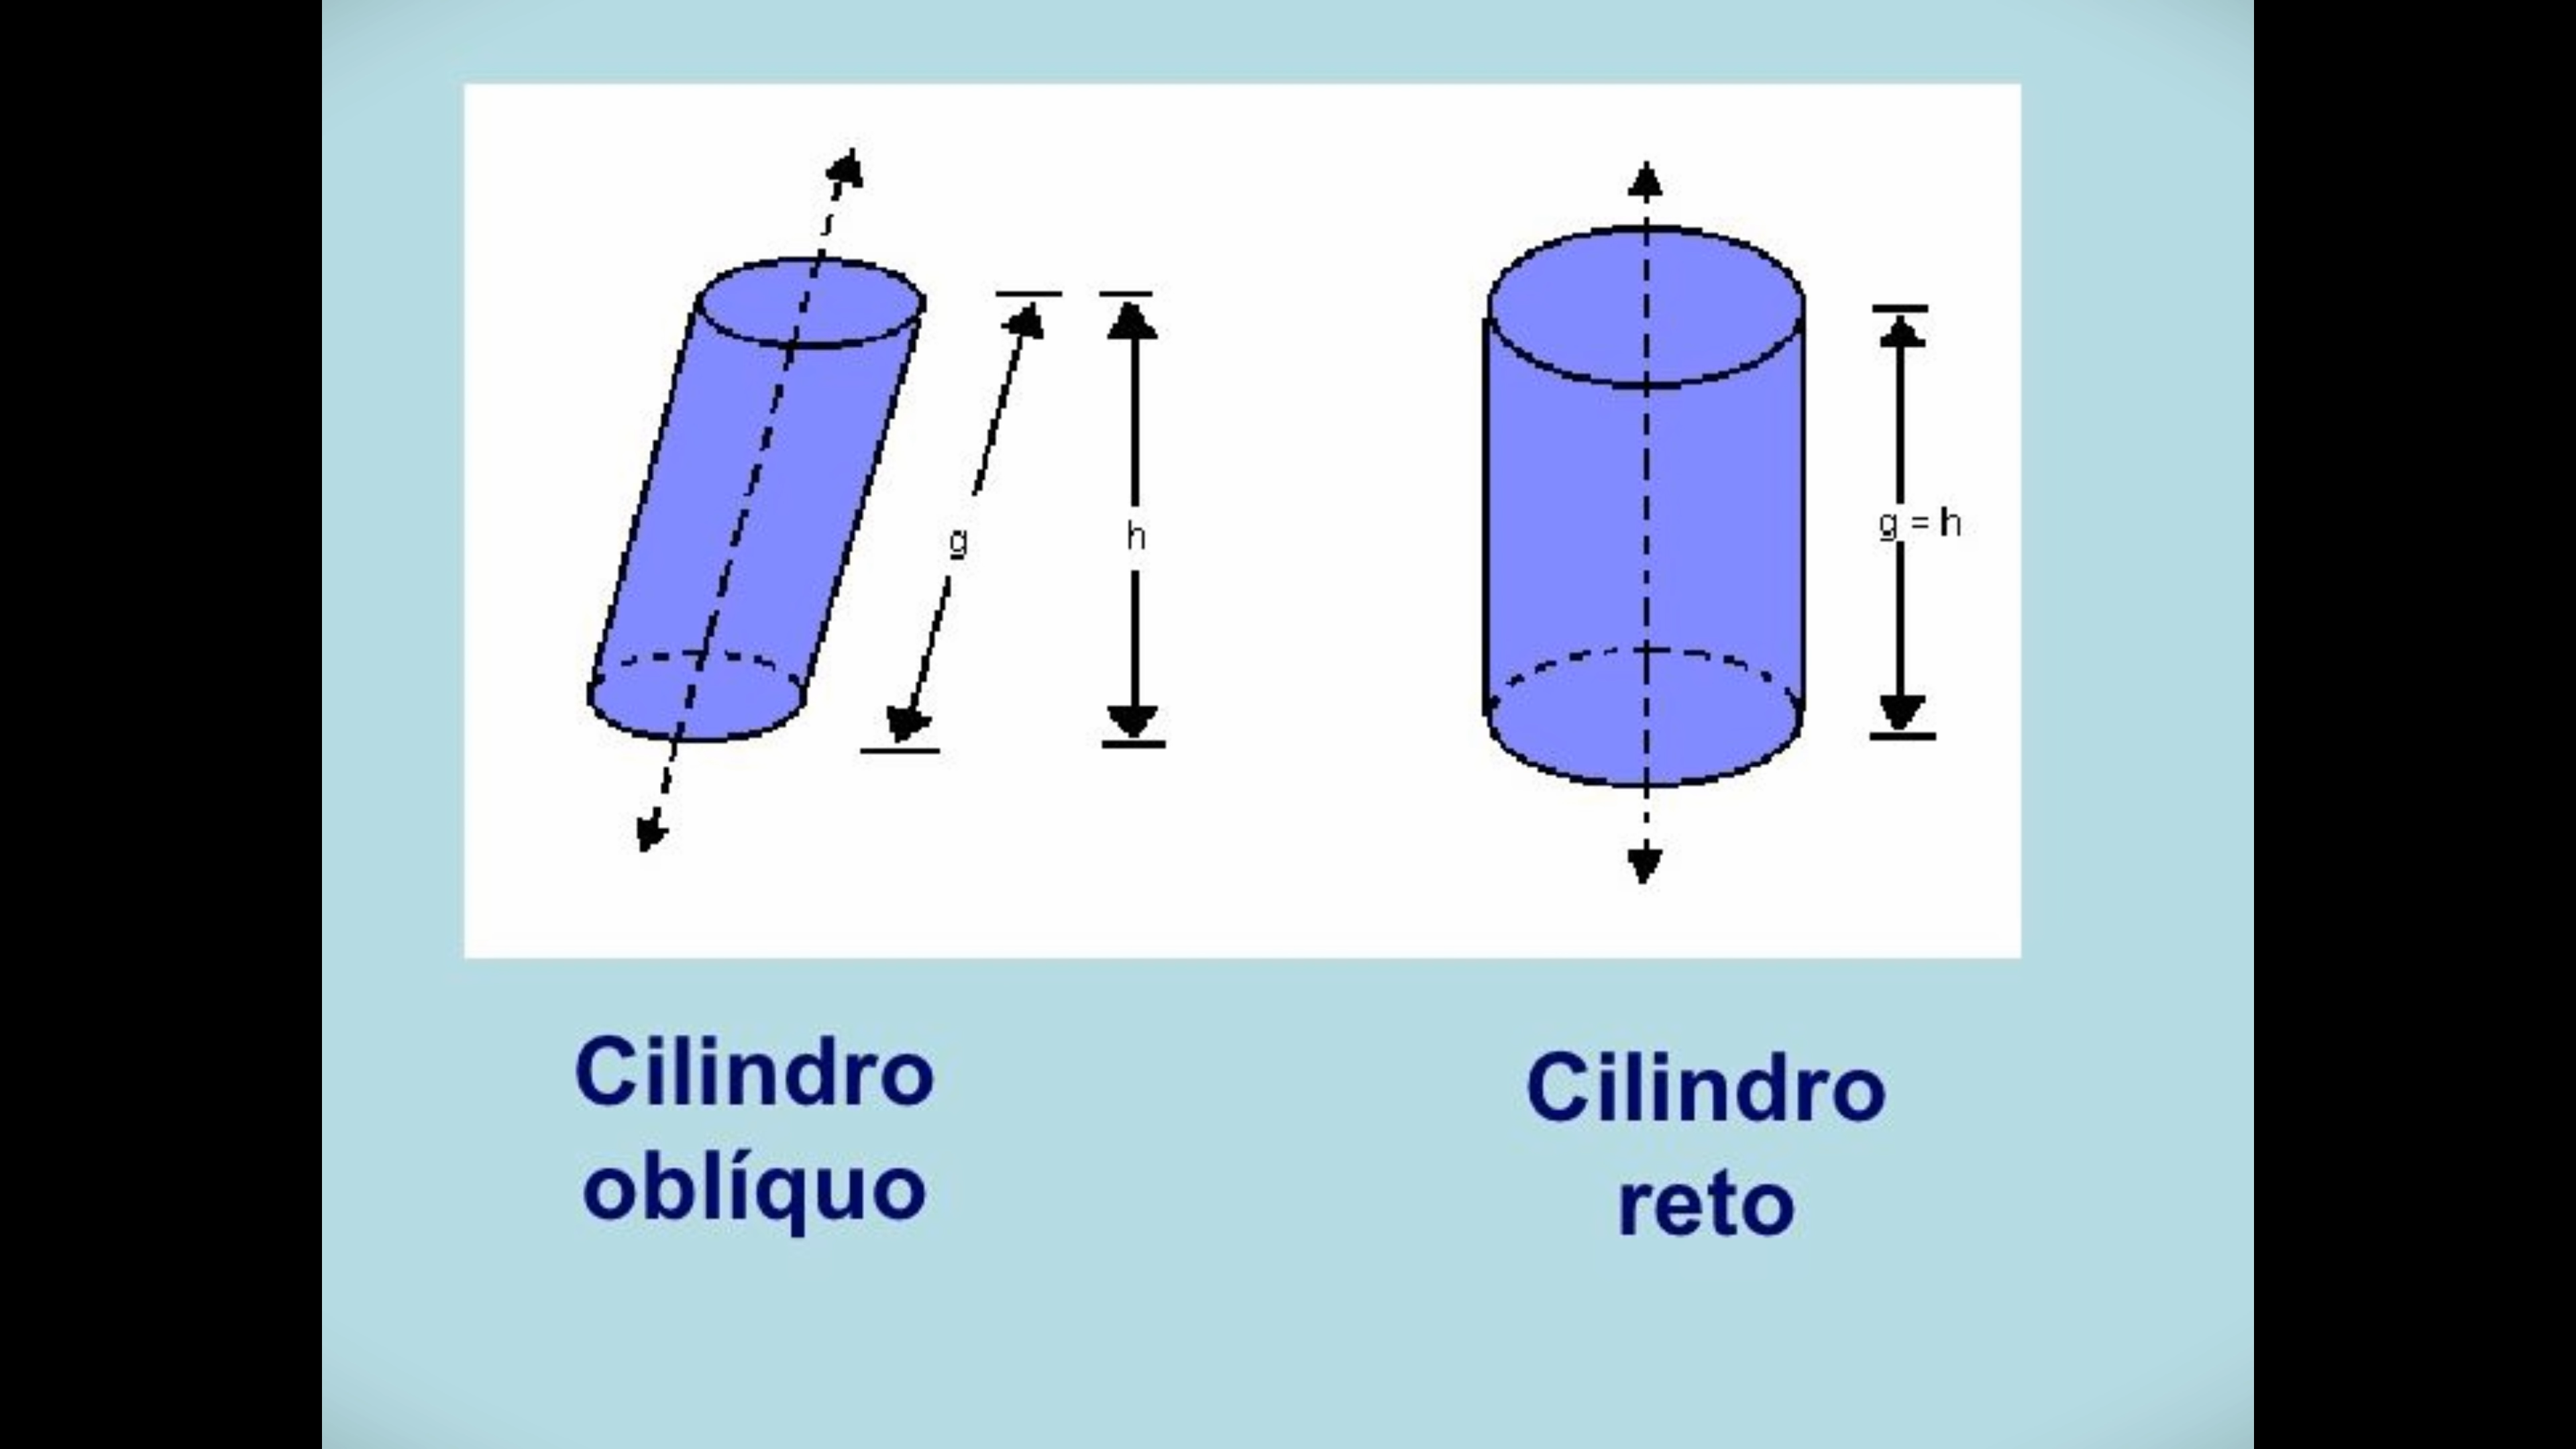 g
h
g = h
Cilindro
oblíquo
Cilindro
reto